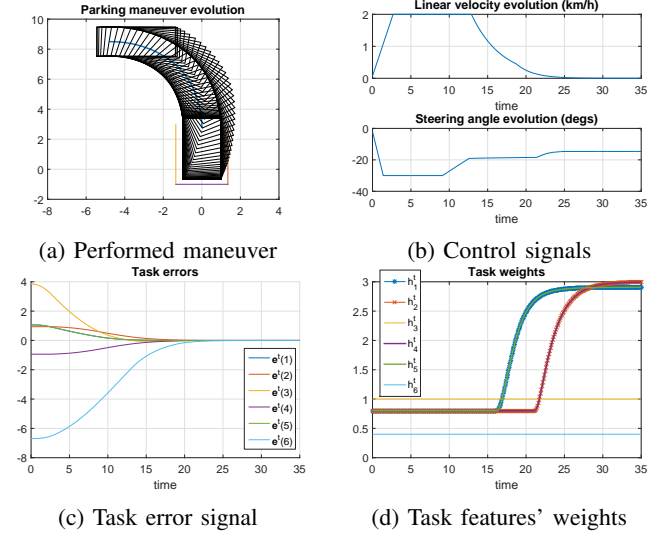 Parking maneuver evolution
10
8
6
4
2
0
-2
-8 -6 -4 -2 0 2 4
(a) Performed maneuver
Linear velocity evolution (km/h)
2
1
0
0 5 10 15 20 25 30 35
time
Steering angle evolution (degs)
0
-20
-40
0 5 10 15 20 25 30 35
time
(b) Control signals
Task errors
4
2
0
-2
-4
-6
-8
0 5 10 15 20 25 30 35
time
e^t(1)
e^t(2)
e^t(3)
e^t(4)
e^t(5)
e^t(6)
(c) Task error signal
Task weights
3
2.5
2
1.5
1
0.5
0
0 5 10 15 20 25 30 35
time
h^t_1
h^t_2
h^t_3
h^t_4
h^t_5
h^t_6
(d) Task features' weights